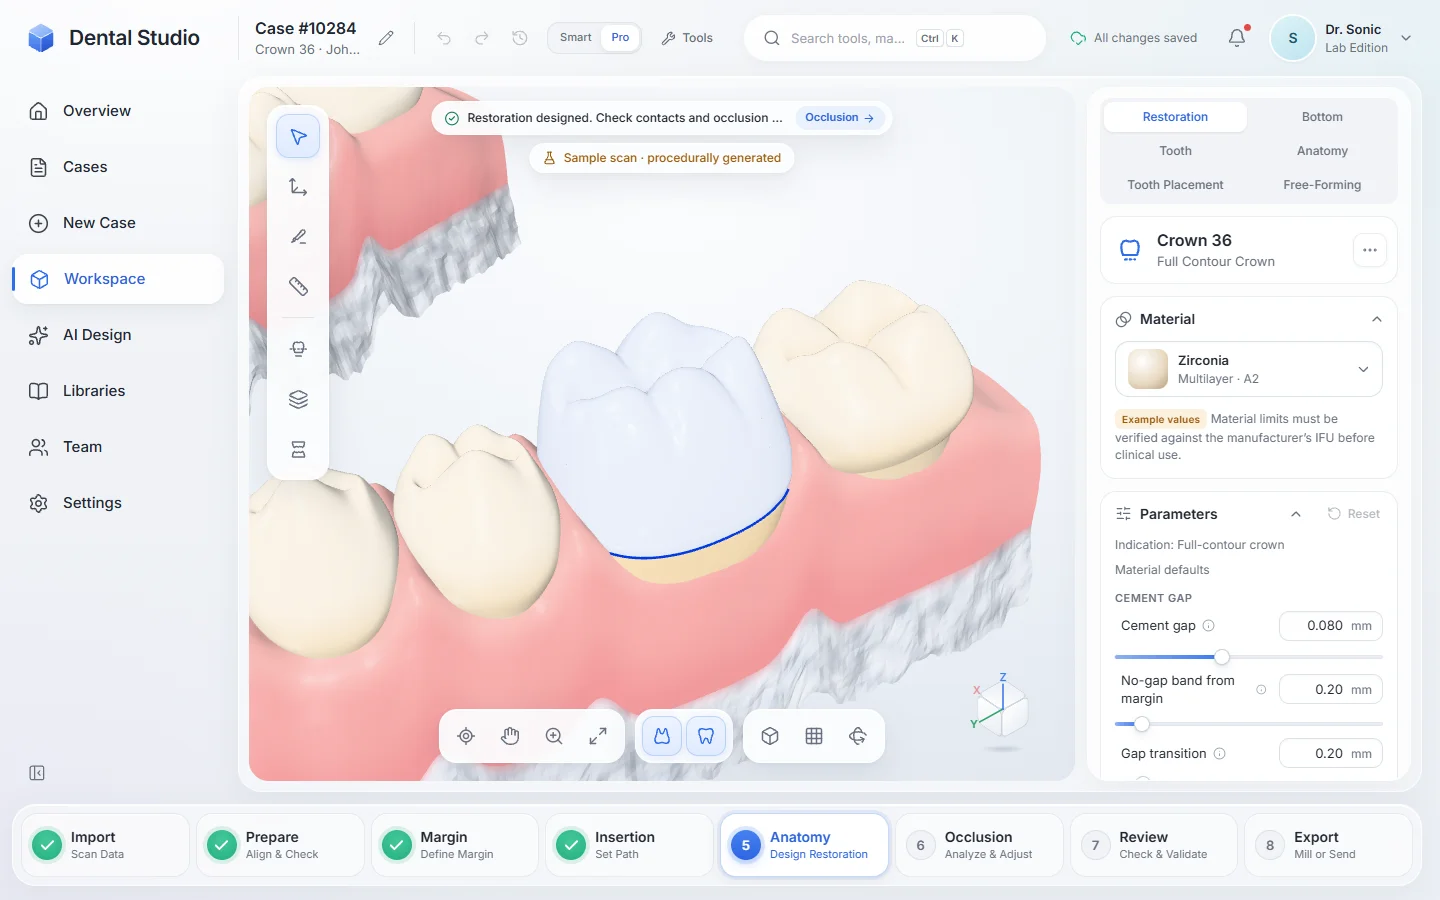 Dental Studio
Case #10284
Crown 36 · Joh...
Smart
Pro
Tools
Search tools, ma...
Ctrl
K
All changes saved
S
Dr. Sonic
Lab Edition
Overview
Cases
New Case
Workspace
AI Design
Libraries
Team
Settings
Restoration designed. Check contacts and occlusion ...
Occlusion →
Sample scan · procedurally generated
X
Z
Y
Restoration
Bottom
Tooth
Anatomy
Tooth Placement
Free-Forming
Crown 36
Full Contour Crown
Material
Zirconia
Multilayer · A2
Example values Material limits must be
verified against the manufacturer's IFU before
clinical use.
Parameters
Reset
Indication: Full-contour crown
Material defaults
CEMENT GAP
Cement gap
0.080 mm
No-gap band from
margin
0.20 mm
Gap transition
0.20 mm
Import
Scan Data
Prepare
Align & Check
Margin
Define Margin
Insertion
Set Path
5
Anatomy
Design Restoration
6
Occlusion
Analyze & Adjust
7
Review
Check & Validate
8
Export
Mill or Send